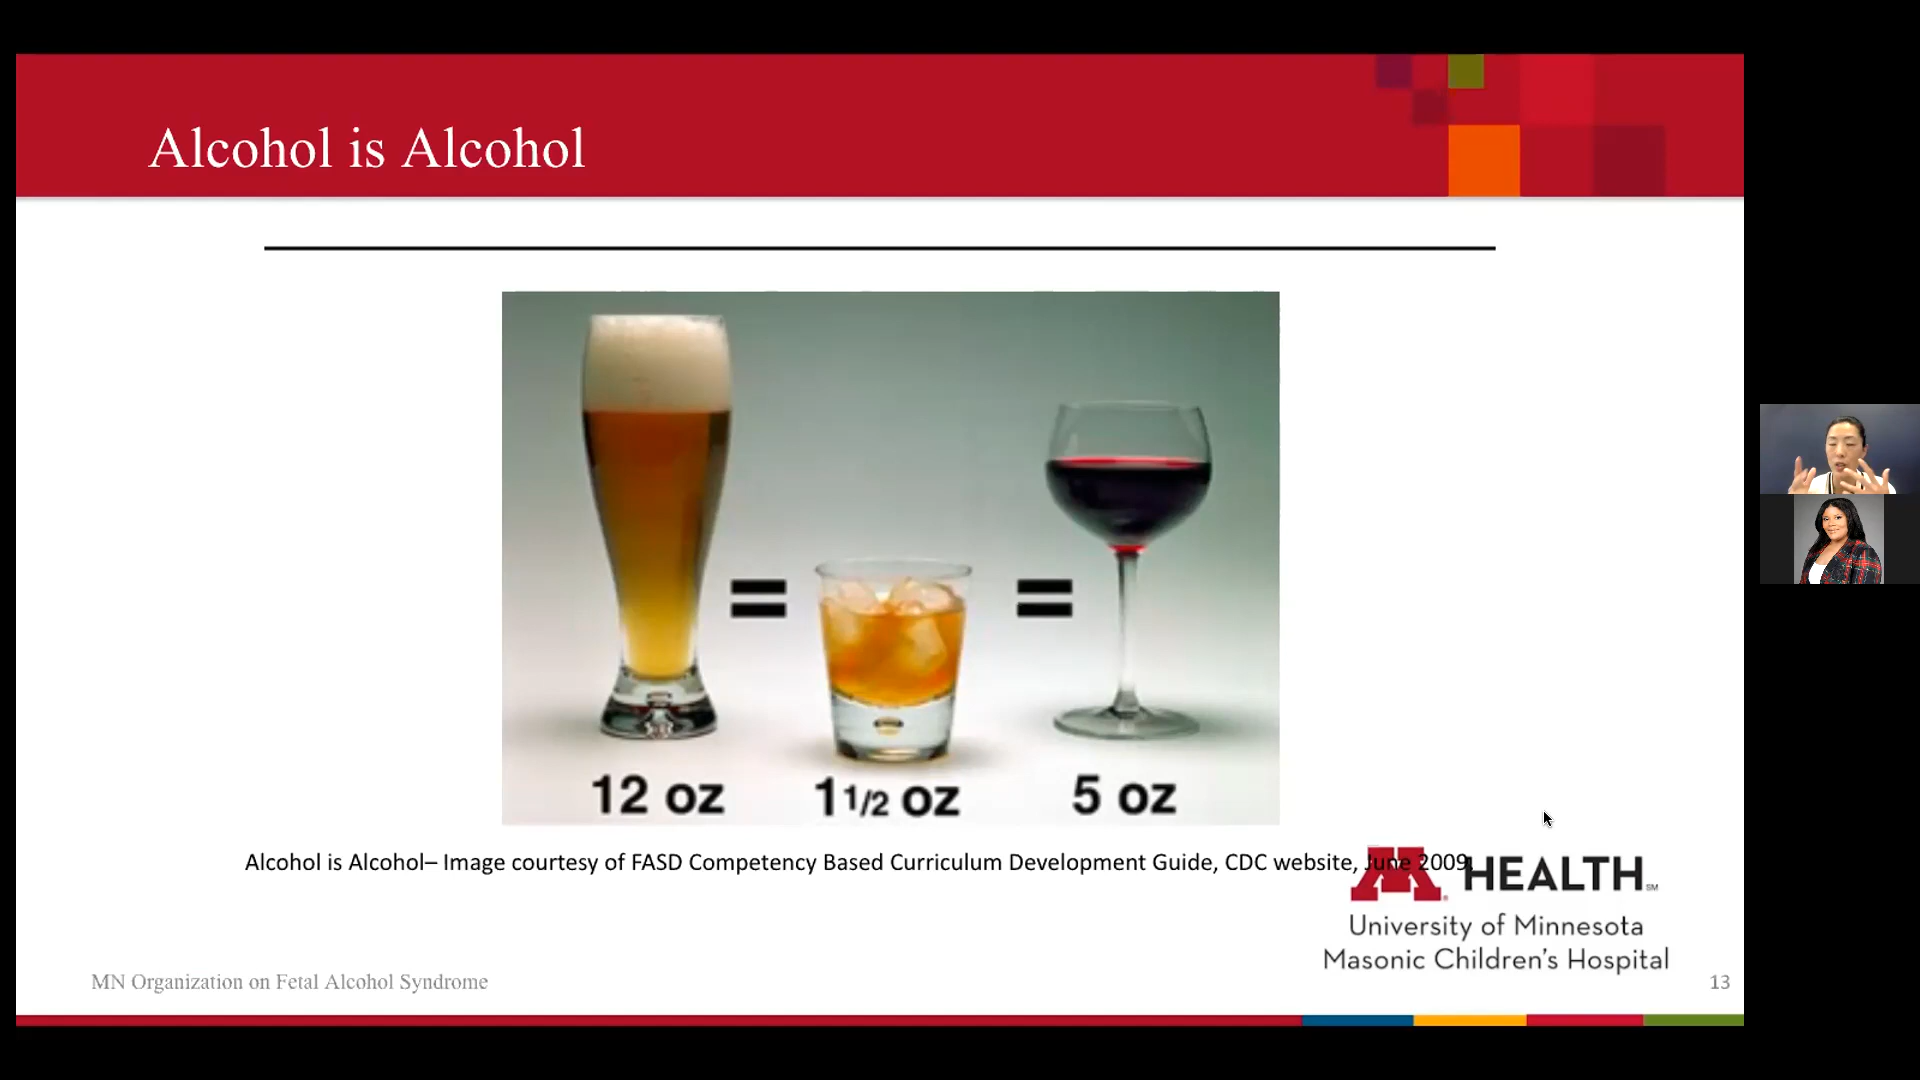 Alcohol is Alcohol
= =
12 oz 1 1/2 oz 5 oz
Alcohol is Alcohol– Image courtesy of FASD Competency Based Curriculum Development Guide, CDC website, June 2009.
M® HEALTH℠
University of Minnesota
Masonic Children's Hospital
MN Organization on Fetal Alcohol Syndrome
13